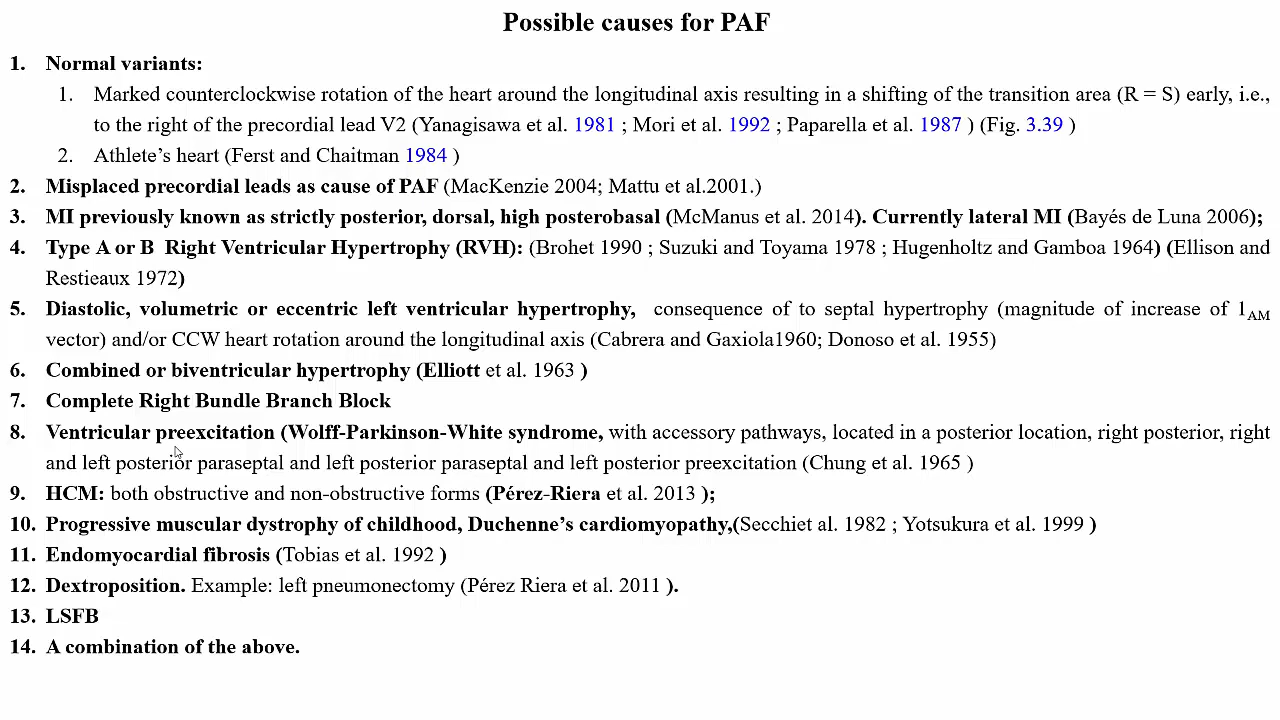 Possible causes for PAF
1. Normal variants:
1. Marked counterclockwise rotation of the heart around the longitudinal axis resulting in a shifting of the transition area (R = S) early, i.e.,
to the right of the precordial lead V2 (Yanagisawa et al. 1981 ; Mori et al. 1992 ; Paparella et al. 1987 ) (Fig. 3.39 )
2. Athlete’s heart (Ferst and Chaitman 1984 )
2. Misplaced precordial leads as cause of PAF (MacKenzie 2004; Mattu et al.2001.)
3. MI previously known as strictly posterior, dorsal, high posterobasal (McManus et al. 2014). Currently lateral MI (Bayés de Luna 2006);
4. Type A or B Right Ventricular Hypertrophy (RVH): (Brohet 1990 ; Suzuki and Toyama 1978 ; Hugenholtz and Gamboa 1964) (Ellison and
Restieaux 1972)
5. Diastolic, volumetric or eccentric left ventricular hypertrophy, consequence of to septal hypertrophy (magnitude of increase of 1AM
vector) and/or CCW heart rotation around the longitudinal axis (Cabrera and Gaxiola1960; Donoso et al. 1955)
6. Combined or biventricular hypertrophy (Elliott et al. 1963 )
7. Complete Right Bundle Branch Block
8. Ventricular preexcitation (Wolff-Parkinson-White syndrome, with accessory pathways, located in a posterior location, right posterior, right
and left posterior paraseptal and left posterior paraseptal and left posterior preexcitation (Chung et al. 1965 )
9. HCM: both obstructive and non-obstructive forms (Pérez-Riera et al. 2013 );
10. Progressive muscular dystrophy of childhood, Duchenne’s cardiomyopathy,(Secchiet al. 1982 ; Yotsukura et al. 1999 )
11. Endomyocardial fibrosis (Tobias et al. 1992 )
12. Dextroposition. Example: left pneumonectomy (Pérez Riera et al. 2011 ).
13. LSFB
14. A combination of the above.